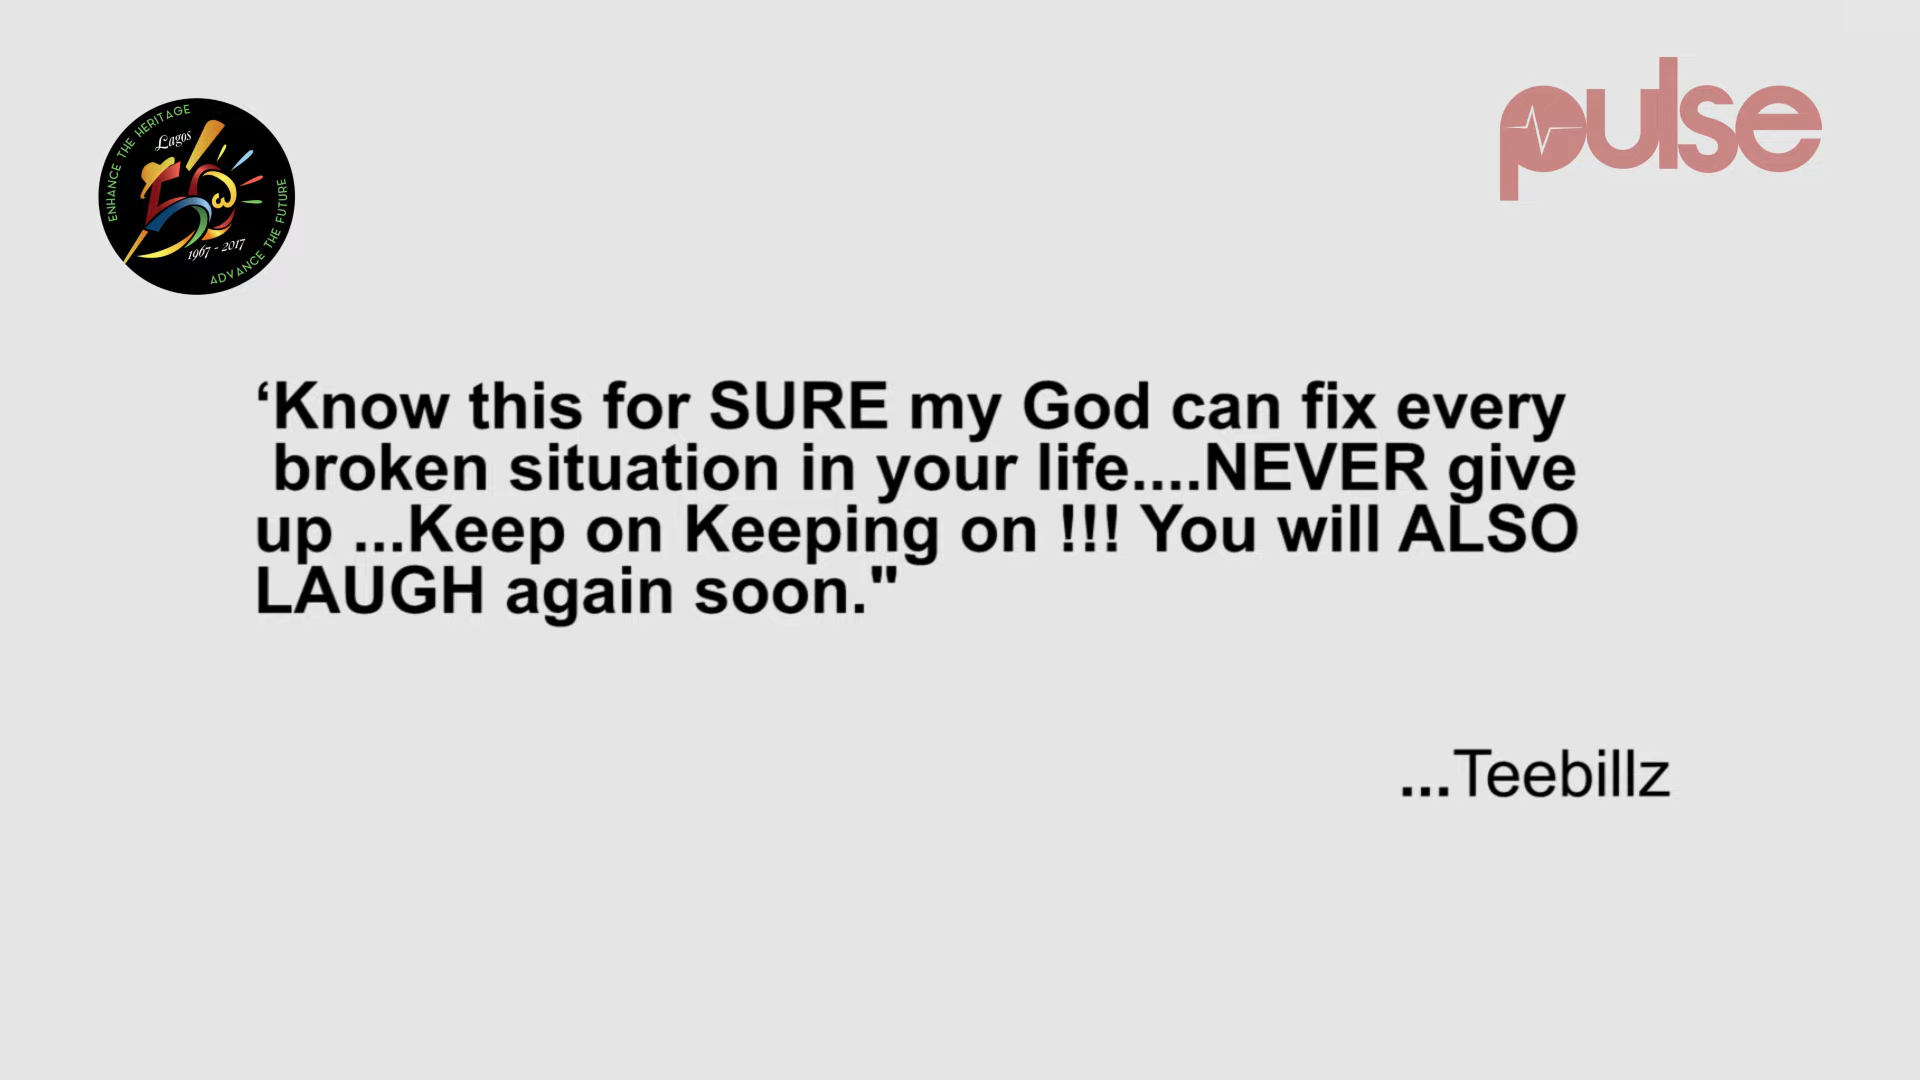 ENHANCE THE HERITAGE
Lagos
50
1967 - 2017
ADVANCE THE FUTURE
pulse
‘Know this for SURE my God can fix every
broken situation in your life....NEVER give
up ...Keep on Keeping on !!! You will ALSO
LAUGH again soon."
...Teebillz